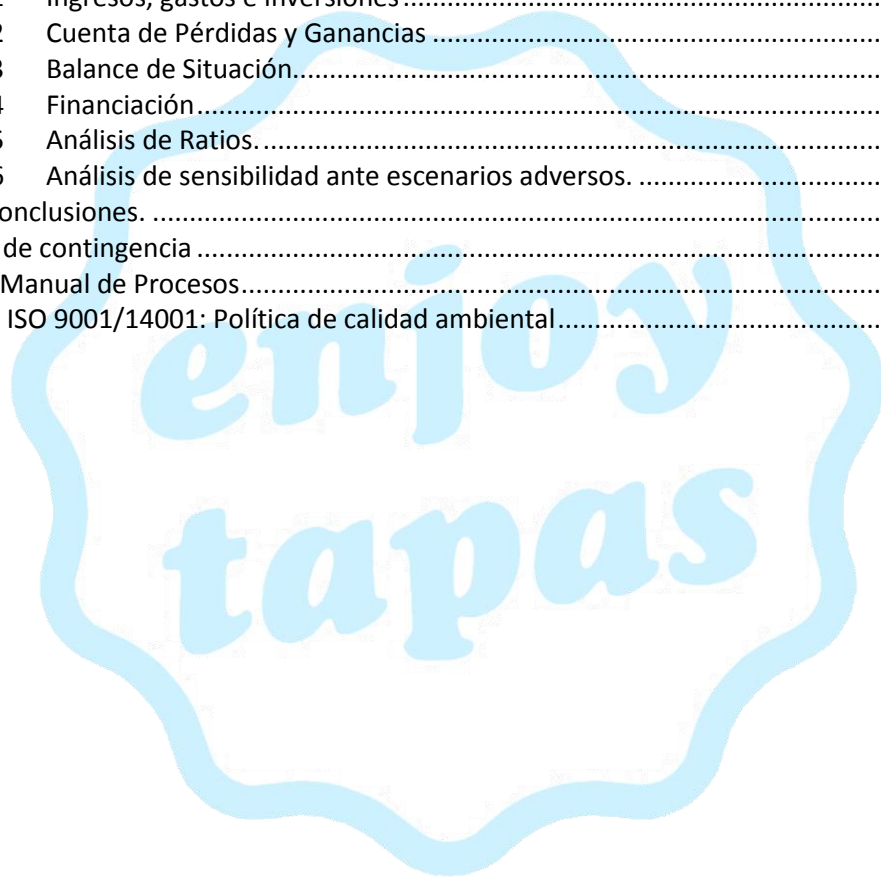 Ingresos, gastos e Inversiones
2 Cuenta de Pérdidas y Ganancias
Balance de Situación.
4 Financiación
5 Análisis de Ratios.
6 Análisis de sensibilidad ante escenarios adversos.
onclusiones.
de contingencia
Manual de Procesos
ISO 9001/14001: Política de calidad ambiental
enjoy
tapas